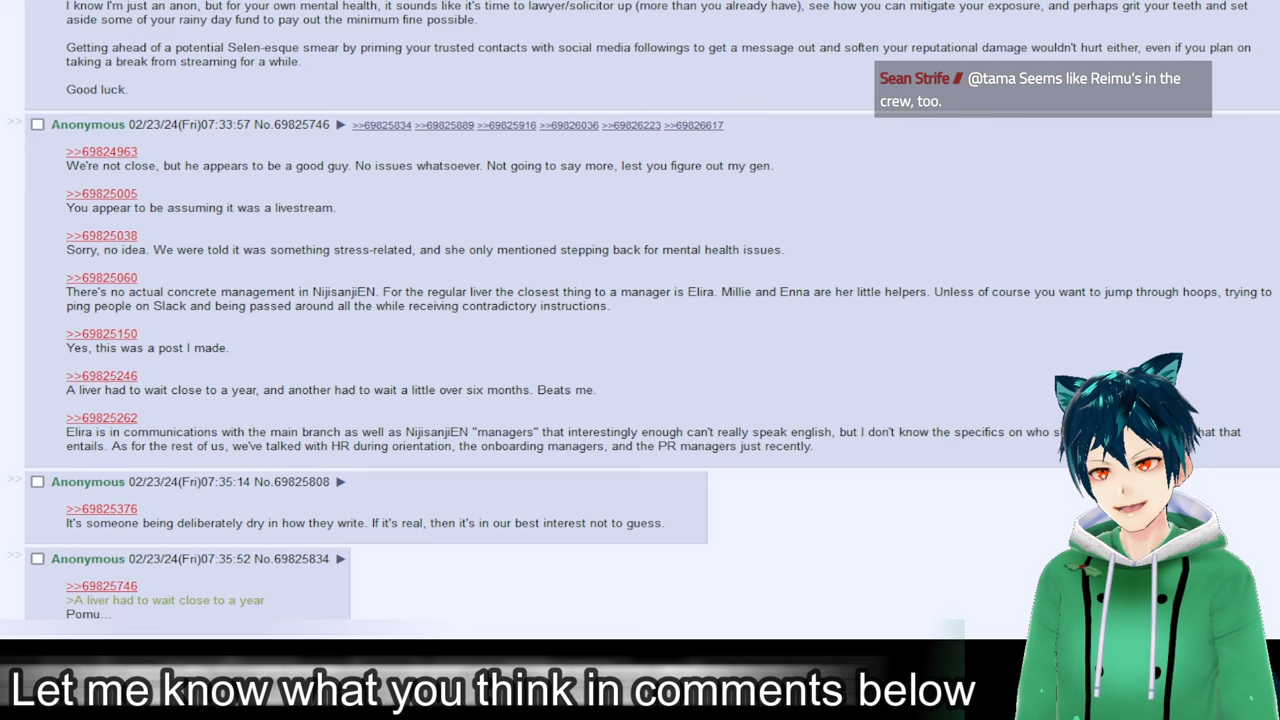 I know I'm just an anon, but for your own mental health, it sounds like it's time to lawyer/solicitor up (more than you already have), see how you can mitigate your exposure, and perhaps grit your teeth and set
aside some of your rainy day fund to pay out the minimum fine possible.
Getting ahead of a potential Selen-esque smear by priming your trusted contacts with social media followings to get a message out and soften your reputational damage wouldn't hurt either, even if you plan on
taking a break from streaming for a while.
Good luck.
Sean Strife @tama Seems like Reimu's in the
crew, too.
>> Anonymous 02/23/24(Fri)07:33:57 No.69825746 ▶ >>69825834 >>69825889 >>69825916 >>69826036 >>69826223 >>69826617
>>69824963
We're not close, but he appears to be a good guy. No issues whatsoever. Not going to say more, lest you figure out my gen.
>>69825005
You appear to be assuming it was a livestream.
>>69825038
Sorry, no idea. We were told it was something stress-related, and she only mentioned stepping back for mental health issues.
>>69825060
There's no actual concrete management in NijisanjiEN. For the regular liver the closest thing to a manager is Elira. Millie and Enna are her little helpers. Unless of course you want to jump through hoops, trying to
ping people on Slack and being passed around all the while receiving contradictory instructions.
>>69825150
Yes, this was a post I made.
>>69825246
A liver had to wait close to a year, and another had to wait a little over six months. Beats me.
>>69825262
Elira is in communications with the main branch as well as NijisanjiEN "managers" that interestingly enough can't really speak english, but I don't know the specifics on who that
entails. As for the rest of us, we've talked with HR during orientation, the onboarding managers, and the PR managers just recently.
>> Anonymous 02/23/24(Fri)07:35:14 No.69825808 ▶
>>69825376
It's someone being deliberately dry in how they write. If it's real, then it's in our best interest not to guess.
>> Anonymous 02/23/24(Fri)07:35:52 No.69825834 ▶
>>69825746
>A liver had to wait close to a year
Pomu...
Let me know what you think in comments below